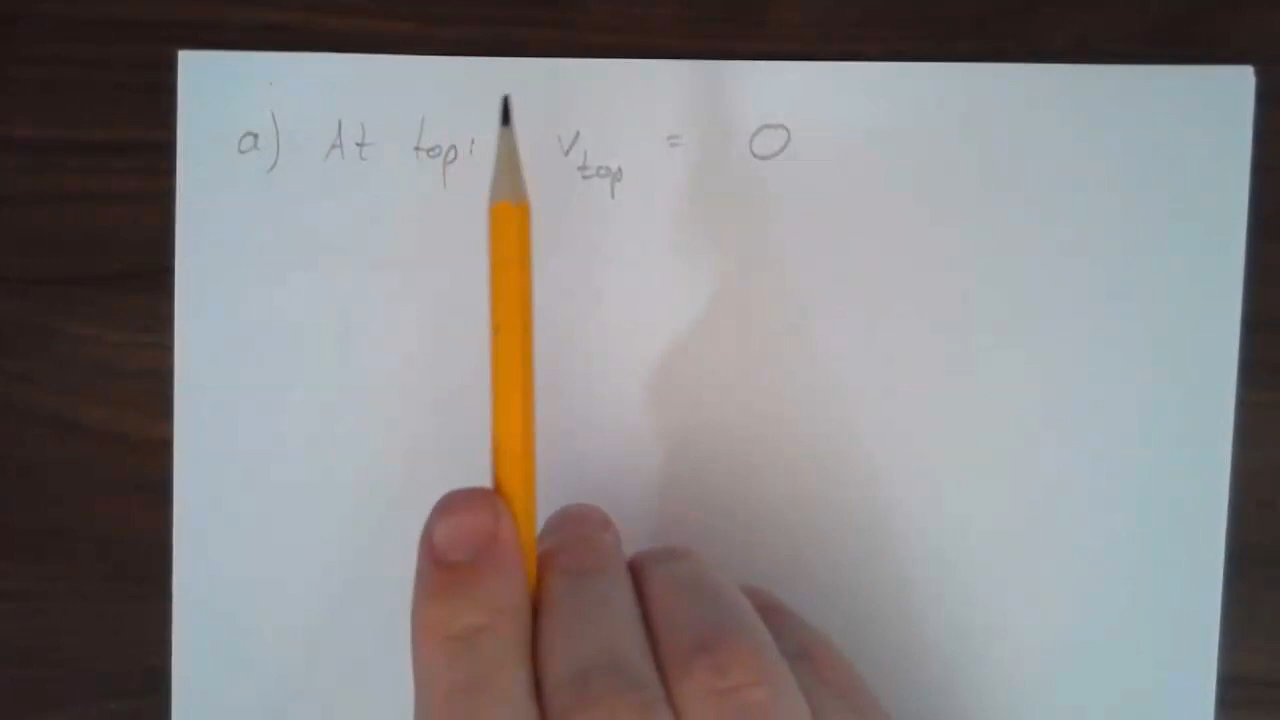 a) At top: v_top = 0